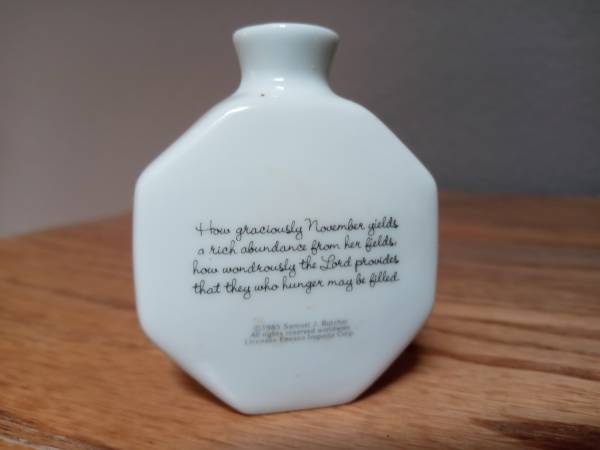 How graciously November yields
a rich abundance from her fields,
how wondrously the Lord provides
that they who hunger may be filled.
©1985 Samuel J. Butcher
All rights reserved worldwide
Licensee Enesco Imports Corp.